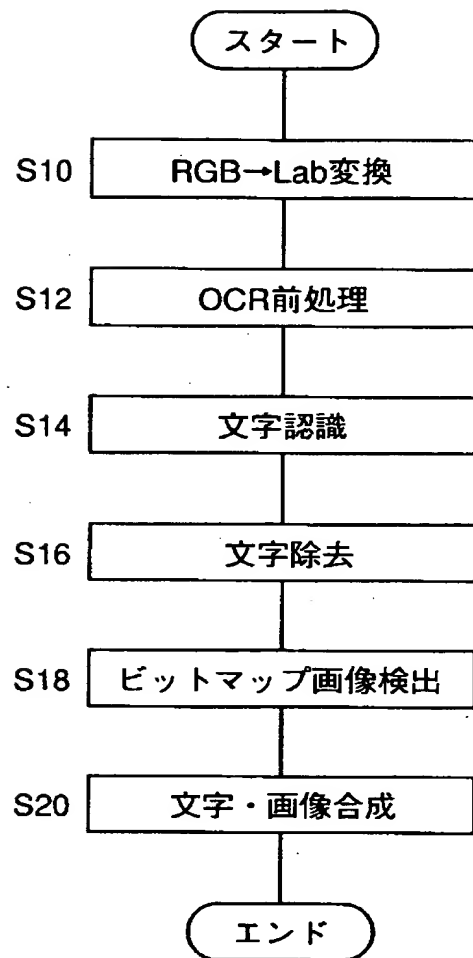 スタート
S10 RGB→Lab変換
S12 OCR前処理
S14 文字認識
S16 文字除去
S18 ビットマップ画像検出
S20 文字・画像合成
エンド